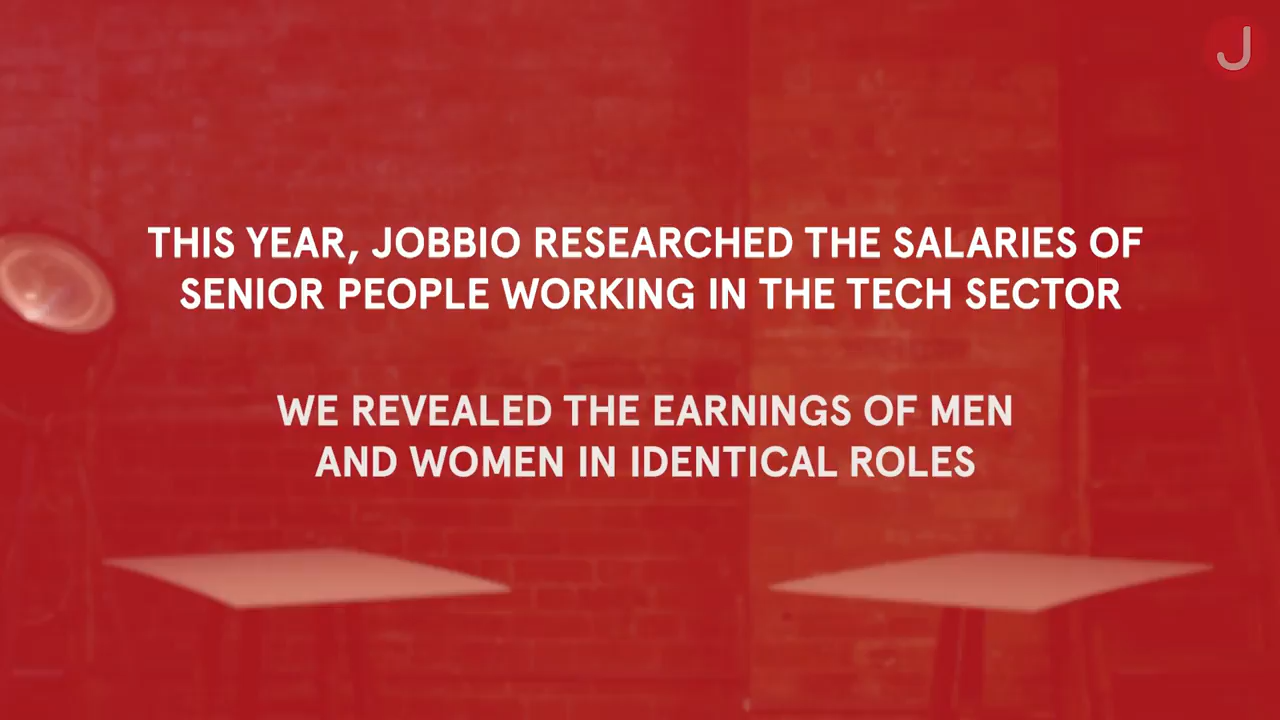 J
THIS YEAR, JOBBIO RESEARCHED THE SALARIES OF
SENIOR PEOPLE WORKING IN THE TECH SECTOR
WE REVEALED THE EARNINGS OF MEN
AND WOMEN IN IDENTICAL ROLES